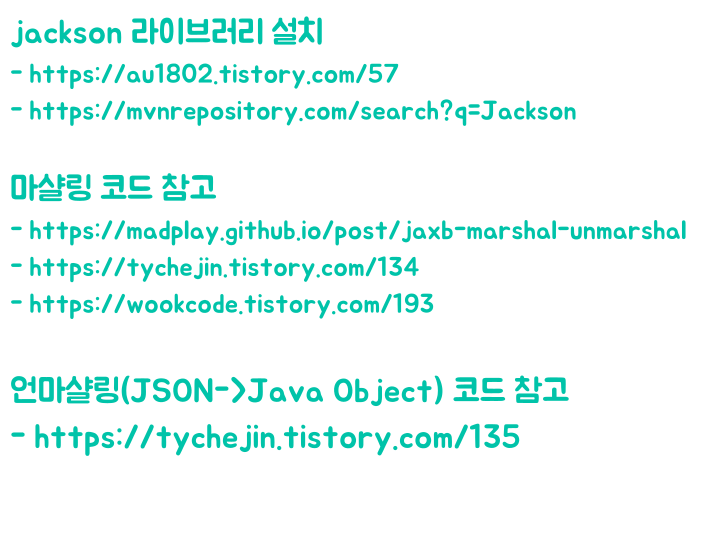 jackson 라이브러리 설치
- https://au1802.tistory.com/57
- https://mvnrepository.com/search?q=Jackson
마샬링 코드 참고
- https://madplay.github.io/post/jaxb-marshal-unmarshal
- https://tychejin.tistory.com/134
- https://wookcode.tistory.com/193
언마샬링(JSON->Java Object) 코드 참고
- https://tychejin.tistory.com/135